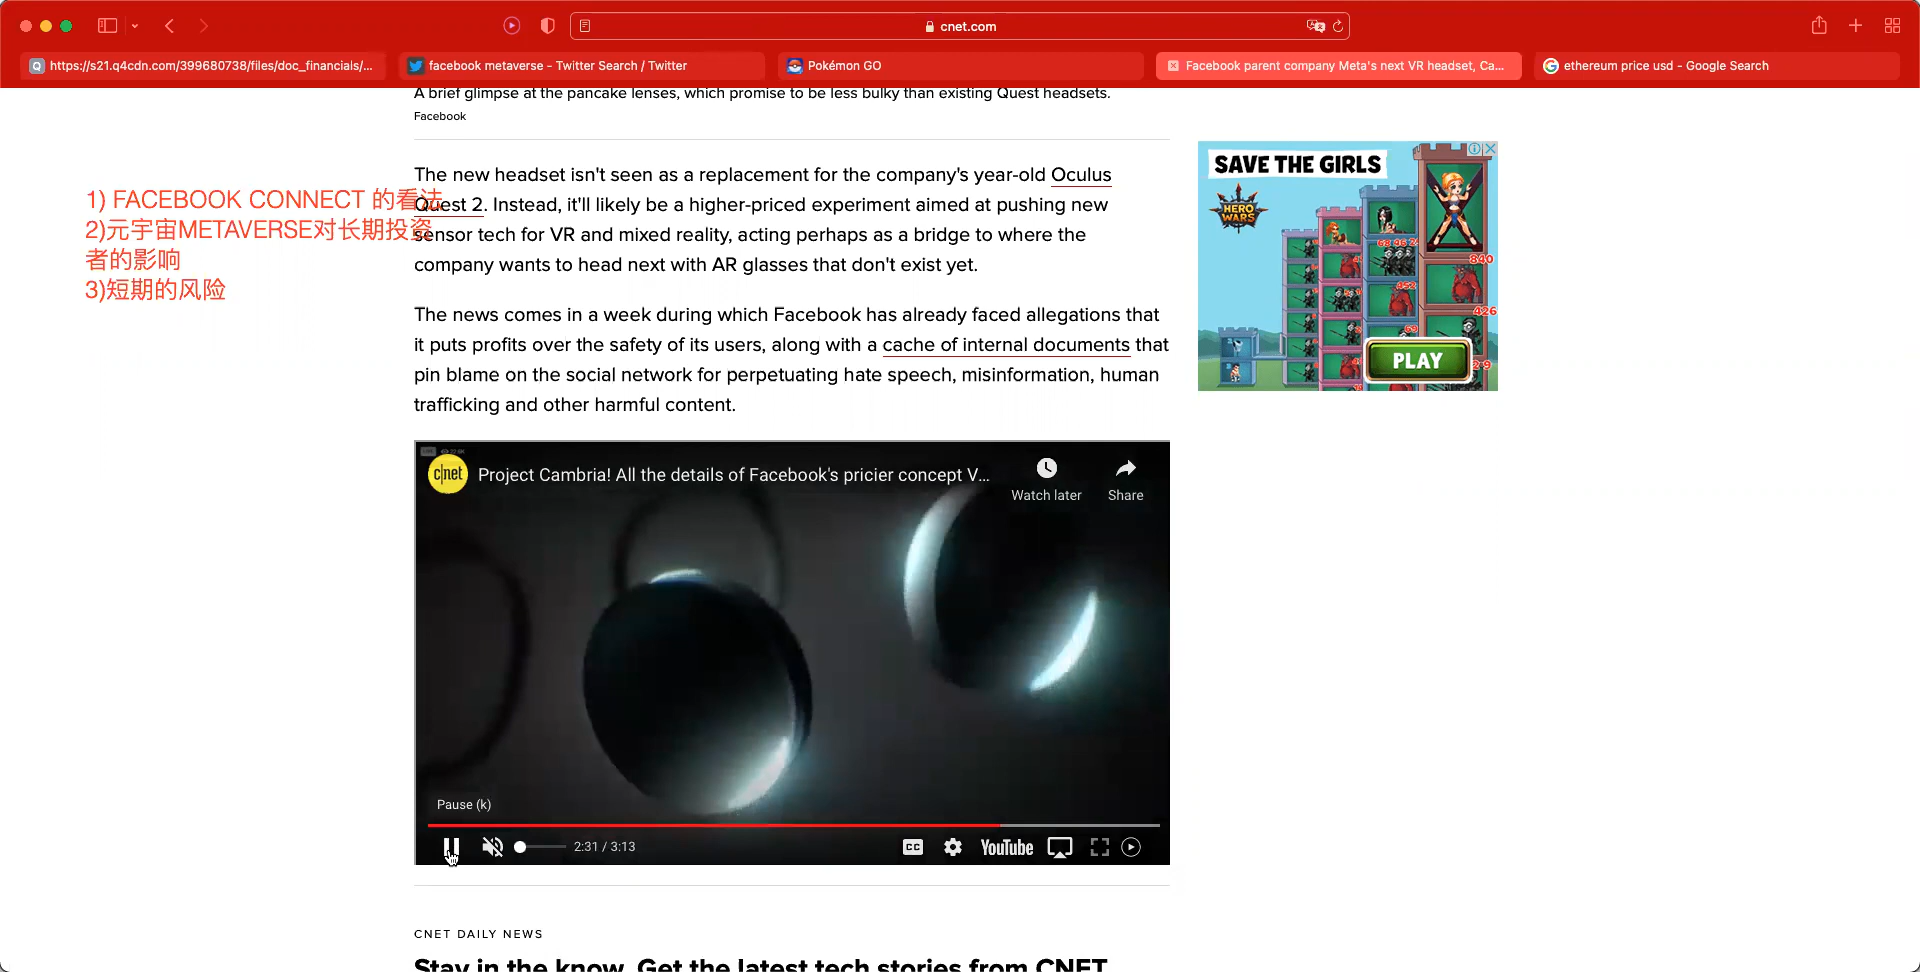 cnet.com
https://s21.q4cdn.com/399680738/files/doc_financials/...
facebook metaverse - Twitter Search / Twitter
Pokémon GO
Facebook parent company Meta's next VR headset, Ca...
ethereum price usd - Google Search
A brief glimpse at the pancake lenses, which promise to be less bulky than existing Quest headsets.
Facebook
1) FACEBOOK CONNECT 的看法
2)元宇宙METAVERSE对长期投资
者的影响
3)短期的风险
The new headset isn't seen as a replacement for the company's year-old Oculus
Quest 2. Instead, it'll likely be a higher-priced experiment aimed at pushing new
sensor tech for VR and mixed reality, acting perhaps as a bridge to where the
company wants to head next with AR glasses that don't exist yet.
The news comes in a week during which Facebook has already faced allegations that
it puts profits over the safety of its users, along with a cache of internal documents that
pin blame on the social network for perpetuating hate speech, misinformation, human
trafficking and other harmful content.
SAVE THE GIRLS
HERO
WARS
840
452
426
69
PLAY
c|net
Project Cambria! All the details of Facebook's pricier concept V...
Watch later
Share
Pause (k)
2:31 / 3:13
CC
YouTube
CNET DAILY NEWS
Stay in the know. Get the latest tech stories from CNET